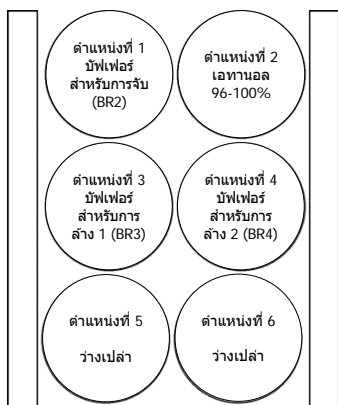 ตำแหน่งที่ 1
บัฟเฟอร์
สำหรับการจับ
(BR2)
ตำแหน่งที่ 2
เอทานอล
96-100%
ตำแหน่งที่ 3
บัฟเฟอร์
สำหรับการ
ล้าง 1 (BR3)
ตำแหน่งที่ 4
บัฟเฟอร์
สำหรับการ
ล้าง 2 (BR4)
ตำแหน่งที่ 5
ว่างเปล่า
ตำแหน่งที่ 6
ว่างเปล่า